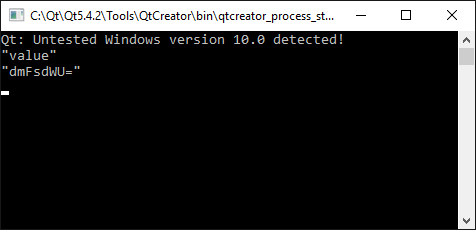 C:\Qt\Qt5.4.2\Tools\QtCreator\bin\qtcreator_process_st...
Qt: Untested Windows version 10.0 detected!
"value"
"dmFsdWU="